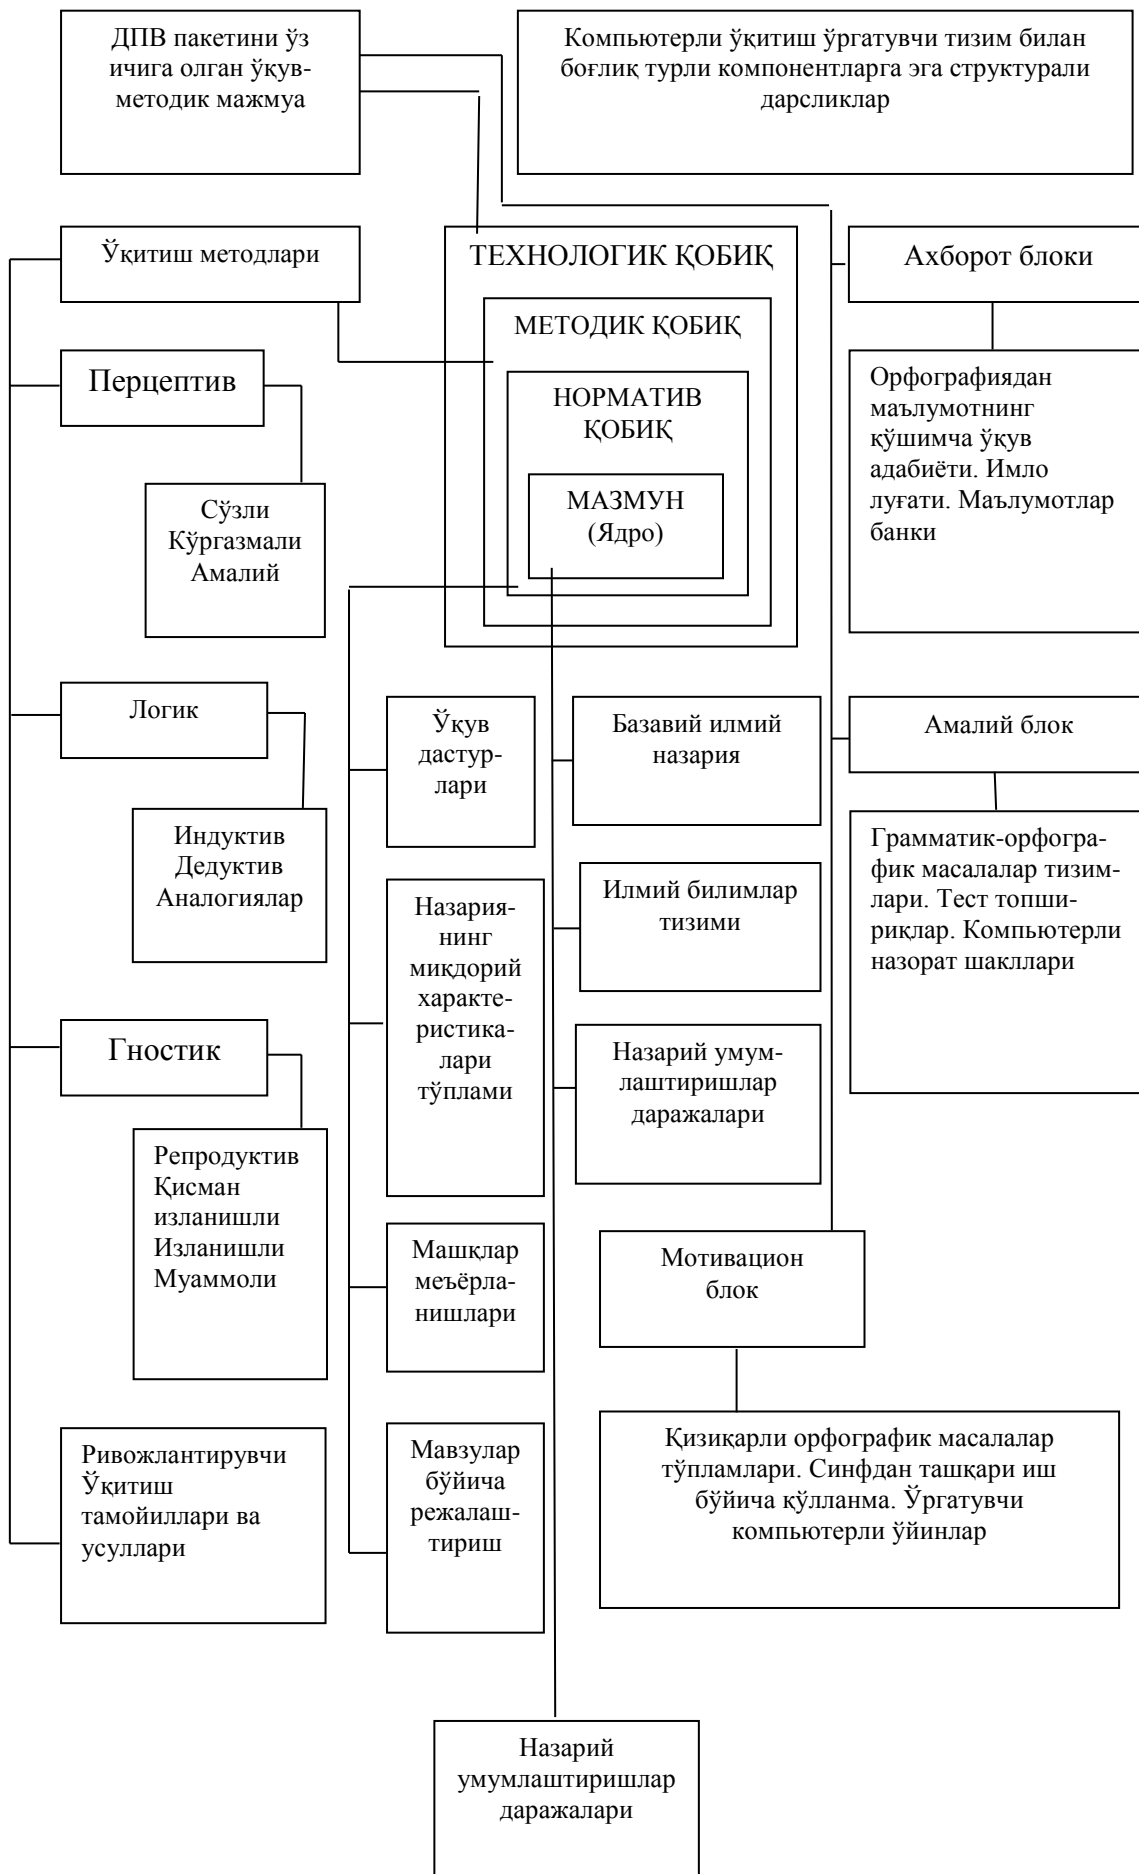 ДПВ пакетини ўз
ичига олган ўқув-
методик мажмуа
Компьютерли ўқитиш ўргатувчи тизим билан
боғлиқ турли компонентларга эга структурали
дарсликлар
Ўқитиш методлари
ТЕХНОЛОГИК ҚОБИҚ
Ахборот блоки
МЕТОДИК ҚОБИҚ
Перцептив
НОРМАТИВ
ҚОБИҚ
МАЗМУН
(Ядро)
Орфографиядан
маълумотнинг
қўшимча ўқув
адабиёти. Имло
луғати. Маълумотлар
банки
Сўзли
Кўргазмали
Амалий
Логик
Ўқув
дастур-
лари
Базавий илмий
назария
Амалий блок
Индуктив
Дедуктив
Аналогиялар
Грамматик-орфогра-
фик масалалар тизим-
лари. Тест топши-
риқлар. Компьютерли
назорат шакллари
Назария-
нинг
миқдорий
характе-
ристика-
лари
тўплами
Илмий билимлар
тизими
Гностик
Назарий умум-
лаштиришлар
даражалари
Репродуктив
Қисман
изланишли
Изланишли
Муаммоли
Машқлар
меъёрла-
нишлари
Мотивацион
блок
Ривожлантирувчи
Ўқитиш
тамойиллари ва
усуллари
Мавзулар
бўйича
режалаш-
тириш
Қизиқарли орфографик масалалар
тўпламлари. Синфдан ташқари иш
бўйича қўлланма. Ўргатувчи
компьютерли ўйинлар
Назарий
умумлаштиришлар
даражалари